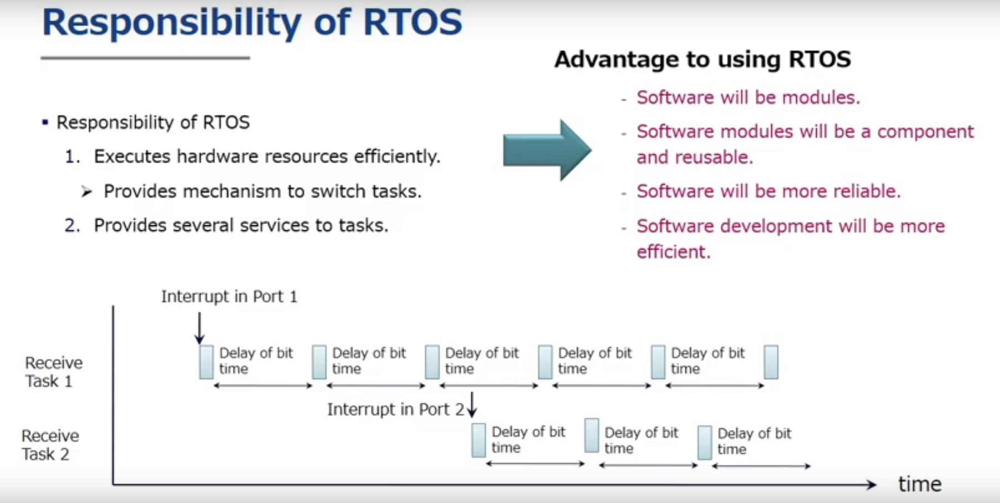 Responsibility of RTOS
Advantage to using RTOS
▪ Responsibility of RTOS
1. Executes hardware resources efficiently.
➢ Provides mechanism to switch tasks.
2. Provides several services to tasks.
- Software will be modules.
- Software modules will be a component
and reusable.
- Software will be more reliable.
- Software development will be more
efficient.
Interrupt in Port 1
Receive
Task 1
Delay of bit
time
Delay of bit
time
Delay of bit
time
Delay of bit
time
Delay of bit
time
Interrupt in Port 2
Receive
Task 2
Delay of bit
time
Delay of bit
time
Delay of bit
time
time